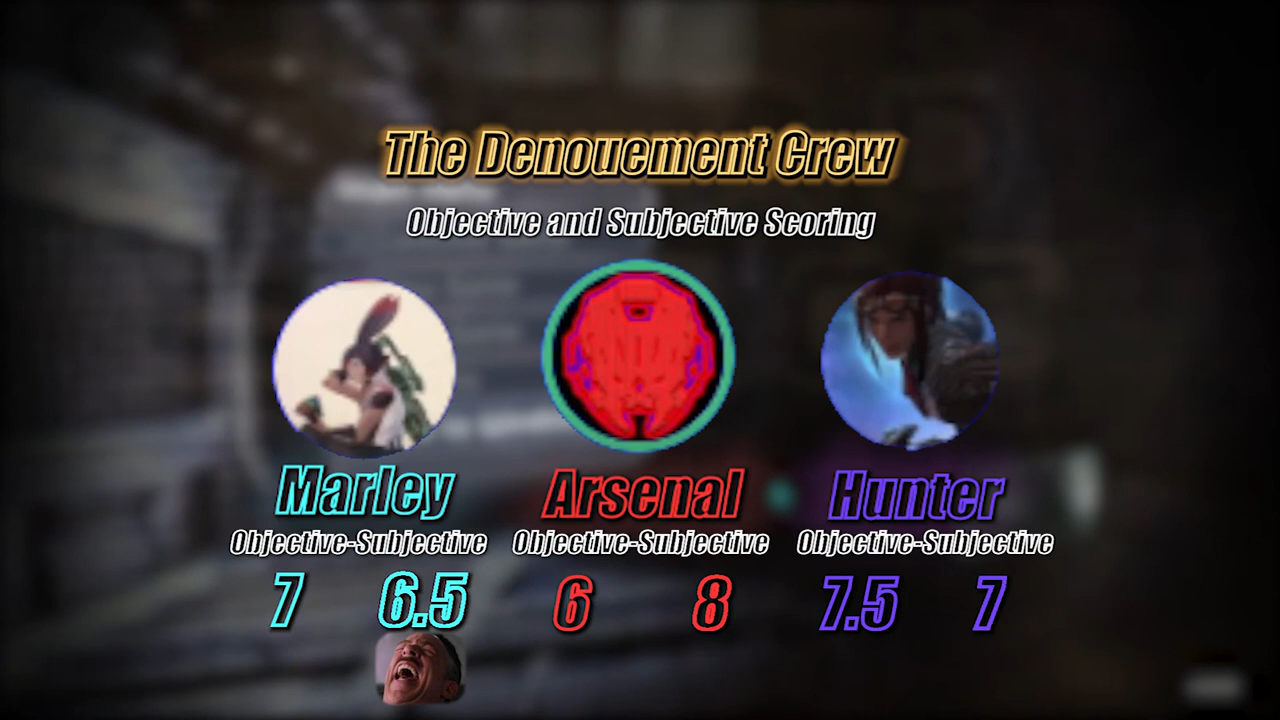 The Denouement Crew
Objective and Subjective Scoring
Marley Arsenal Hunter
Objective-Subjective Objective-Subjective Objective-Subjective
7 6.5 6 8 7.5 7